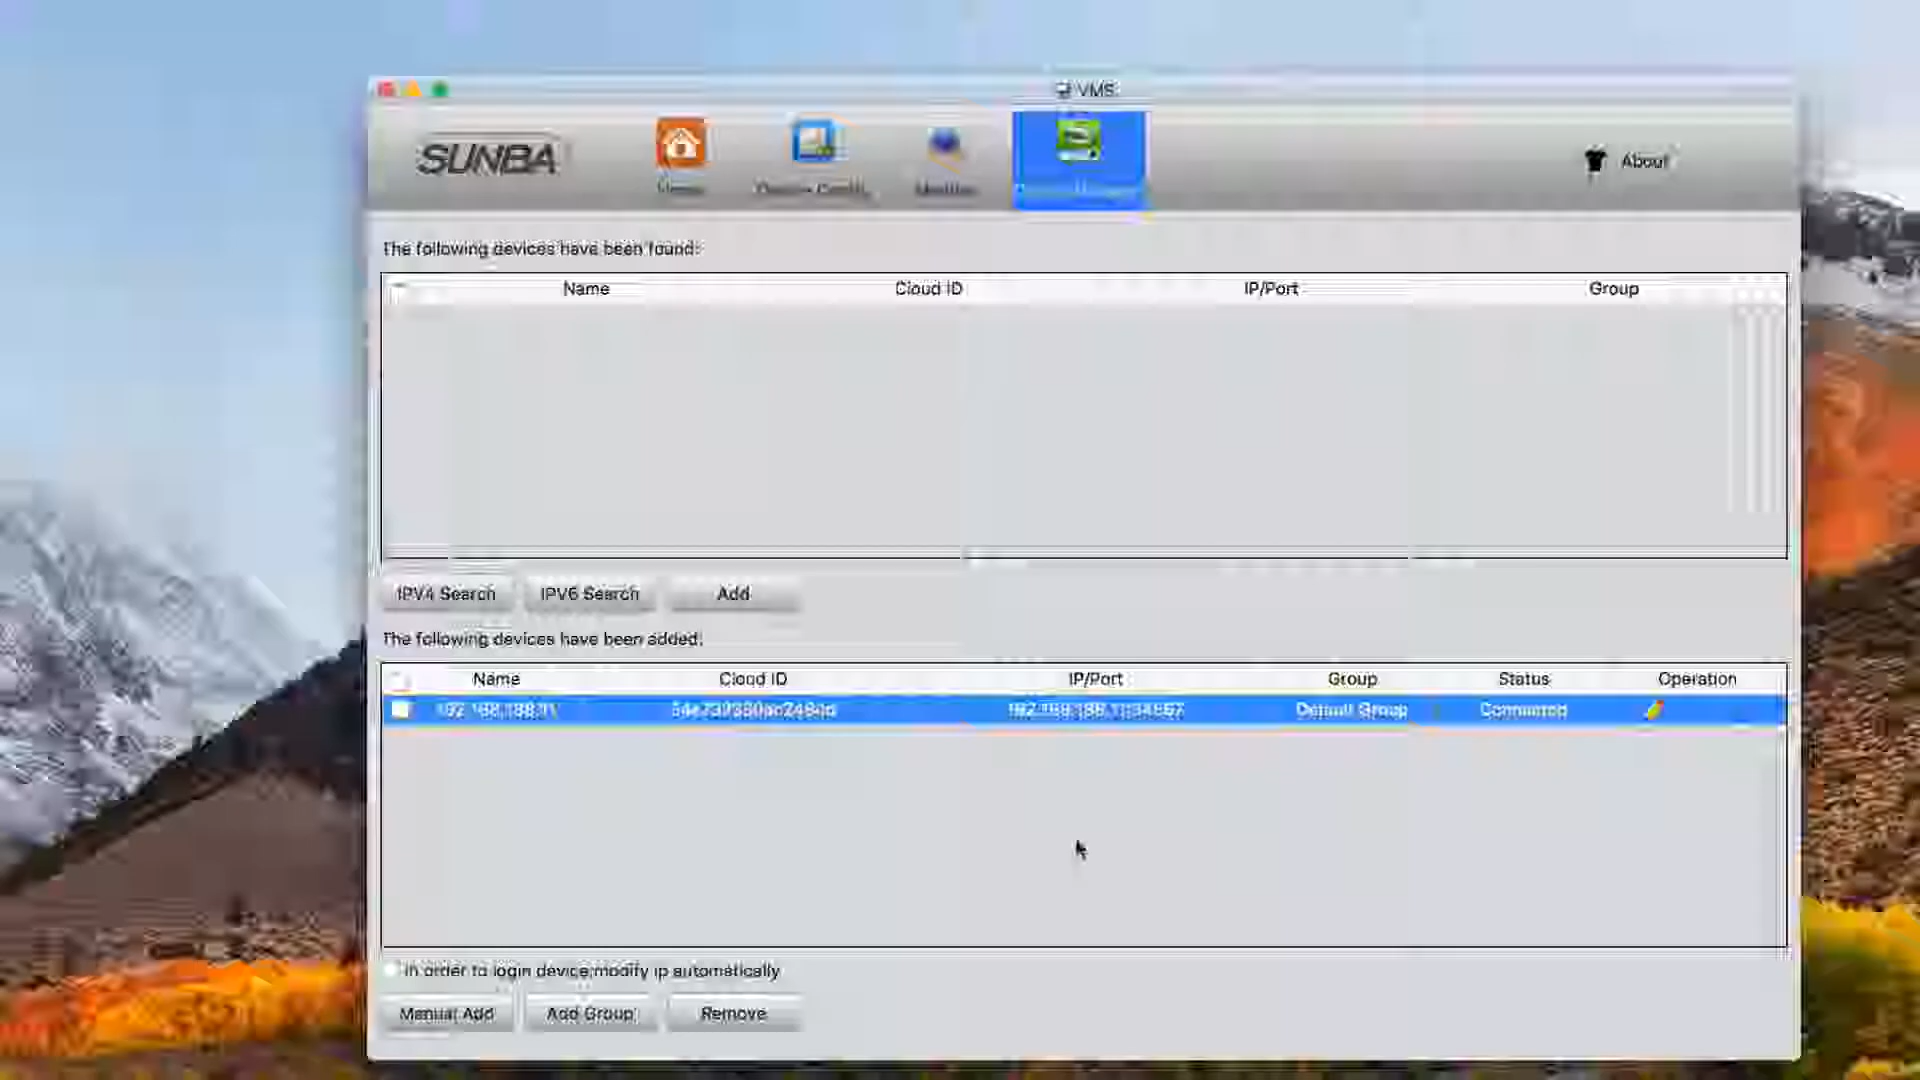 VMS
SUNBA
About
The following devices have been found:
Name Cloud ID IP/Port Group
IPV4 Search IPV6 Search Add
The following devices have been added:
Name Cloud ID IP/Port Group Status Operation
Default Group Connected
In order to login device,modify ip automatically
Manual Add Add Group Remove